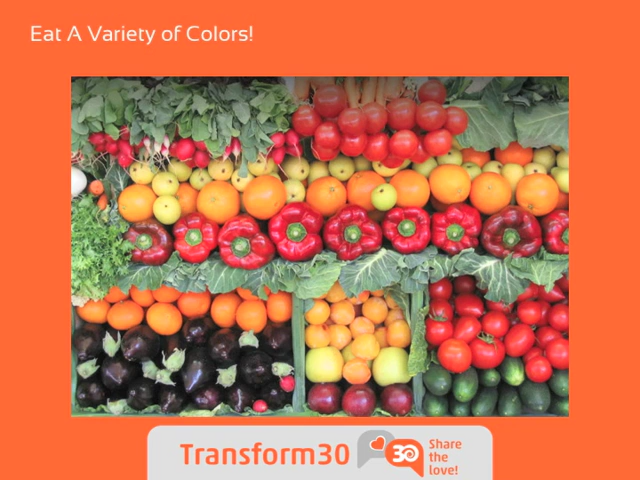 Eat A Variety of Colors!
Transform30
30
Share
the
love!